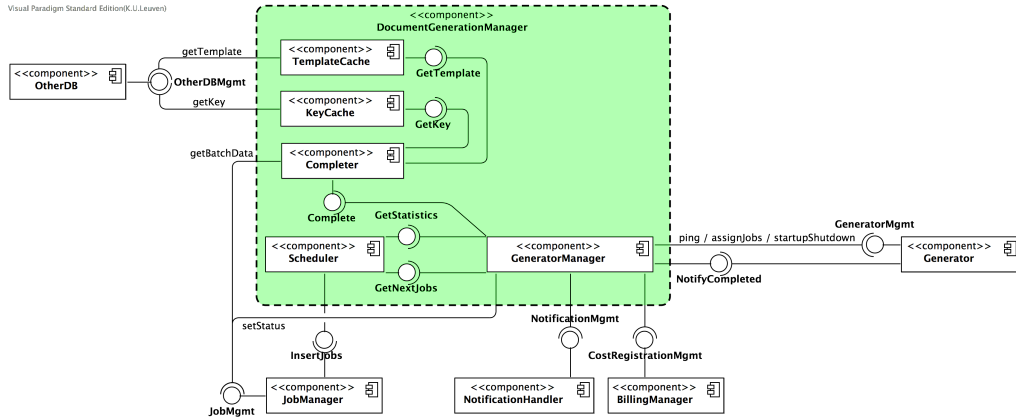 Visual Paradigm Standard Edition(K.U.Leuven)
<<component>>
DocumentGenerationManager
getTemplate
<<component>>
TemplateCache
GetTemplate
<<component>>
OtherDB
OtherDBMgmt
getKey
<<component>>
KeyCache
GetKey
getBatchData
<<component>>
Completer
Complete
GetStatistics
GeneratorMgmt
ping / assignJobs / startupShutdown
<<component>>
Scheduler
<<component>>
GeneratorManager
<<component>>
Generator
NotifyCompleted
GetNextJobs
setStatus
NotificationMgmt
InsertJobs
CostRegistrationMgmt
<<component>>
JobManager
<<component>>
NotificationHandler
<<component>>
BillingManager
JobMgmt